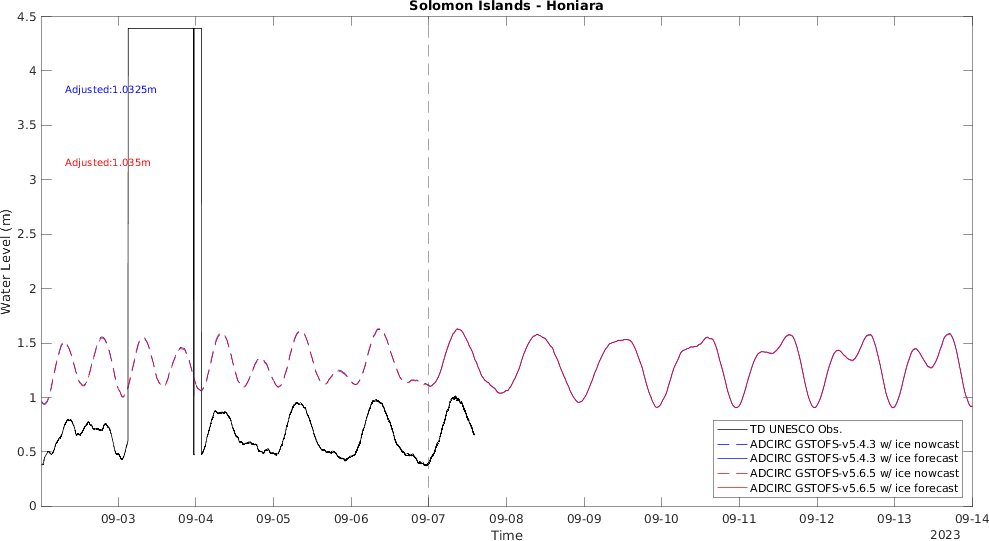 Solomon Islands - Honiara
4.5
4
3.5
3
2.5
2
1.5
1
0.5
0
Water Level (m)
Adjusted:1.0325m
Adjusted:1.035m
TD UNESCO Obs.
ADCIRC GSTOFS-v5.4.3 w/ ice nowcast
ADCIRC GSTOFS-v5.4.3 w/ ice forecast
ADCIRC GSTOFS-v5.6.5 w/ ice nowcast
ADCIRC GSTOFS-v5.6.5 w/ ice forecast
09-03 09-04 09-05 09-06 09-07 09-08 09-09 09-10 09-11 09-12 09-13 09-14
Time
2023